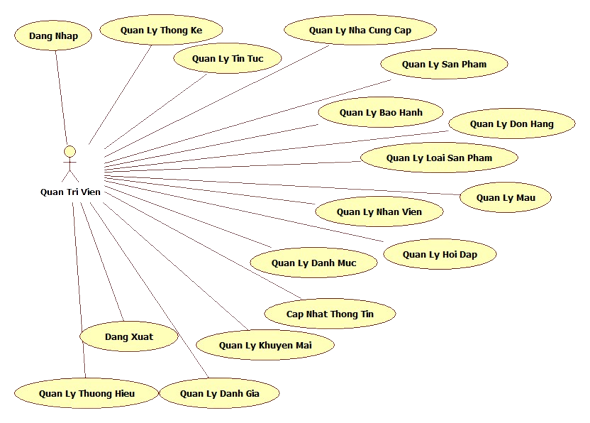 Quan Ly Thong Ke
Quan Ly Nha Cung Cap
Dang Nhap
Quan Ly Tin Tuc
Quan Ly San Pham
Quan Ly Bao Hanh
Quan Ly Don Hang
Quan Ly Loai San Pham
Quan Tri Vien
Quan Ly Mau
Quan Ly Nhan Vien
Quan Ly Hoi Dap
Quan Ly Danh Muc
Cap Nhat Thong Tin
Dang Xuat
Quan Ly Khuyen Mai
Quan Ly Thuong Hieu
Quan Ly Danh Gia